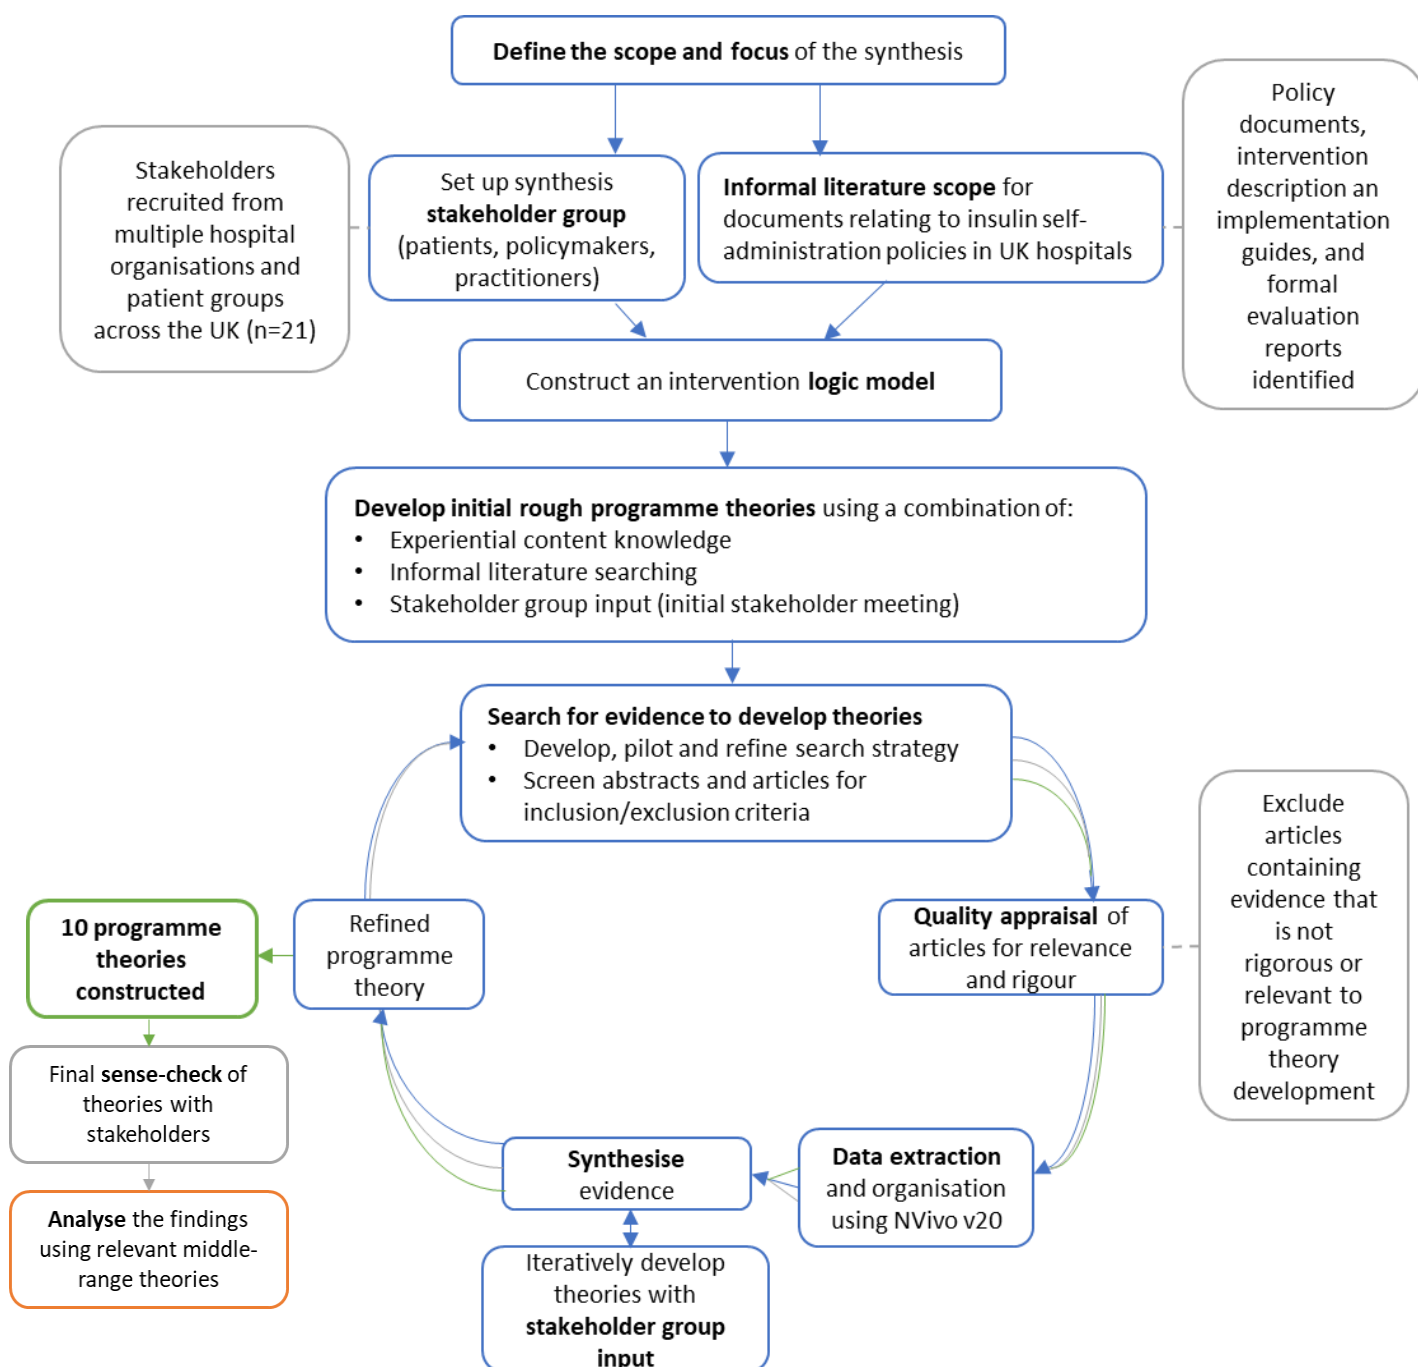 Define the scope and focus of the synthesis
Stakeholders
recruited from
multiple hospital
organisations and
patient groups
across the UK (n=21)
Set up synthesis
stakeholder group
(patients, policymakers,
practitioners)
Informal literature scope for
documents relating to insulin self-
administration policies in UK hospitals
Policy
documents,
intervention
description an
implementation
guides, and
formal
evaluation
reports
identified
Construct an intervention logic model
Develop initial rough programme theories using a combination of:
• Experiential content knowledge
• Informal literature searching
• Stakeholder group input (initial stakeholder meeting)
Search for evidence to develop theories
• Develop, pilot and refine search strategy
• Screen abstracts and articles for
inclusion/exclusion criteria
Quality appraisal of
articles for relevance
and rigour
Exclude
articles
containing
evidence that
is not
rigorous or
relevant to
programme
theory
development
Data extraction
and organisation
using NVivo v20
Synthesise
evidence
Iteratively develop
theories with
stakeholder group
input
Refined
programme
theory
10 programme
theories
constructed
Final sense-check of
theories with
stakeholders
Analyse the findings
using relevant middle-
range theories